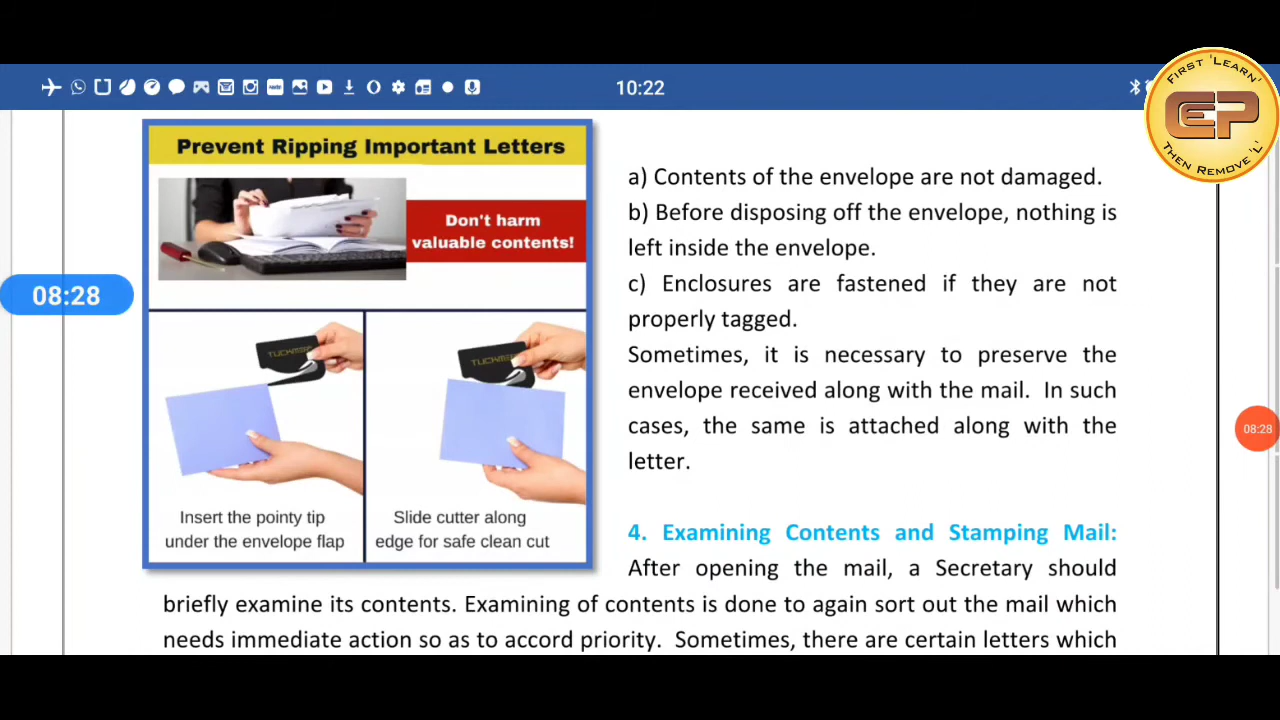 10:22
FIRST 'LEARN'
EP
THEN REMOVE 'L'
Prevent Ripping Important Letters
Don't harm
valuable contents!
Insert the pointy tip
under the envelope flap
Slide cutter along
edge for safe clean cut
08:28
a) Contents of the envelope are not damaged.
b) Before disposing off the envelope, nothing is
left inside the envelope.
c) Enclosures are fastened if they are not
properly tagged.
Sometimes, it is necessary to preserve the
envelope received along with the mail. In such
cases, the same is attached along with the
letter.
08:28
4. Examining Contents and Stamping Mail:
After opening the mail, a Secretary should
briefly examine its contents. Examining of contents is done to again sort out the mail which
needs immediate action so as to accord priority. Sometimes, there are certain letters which